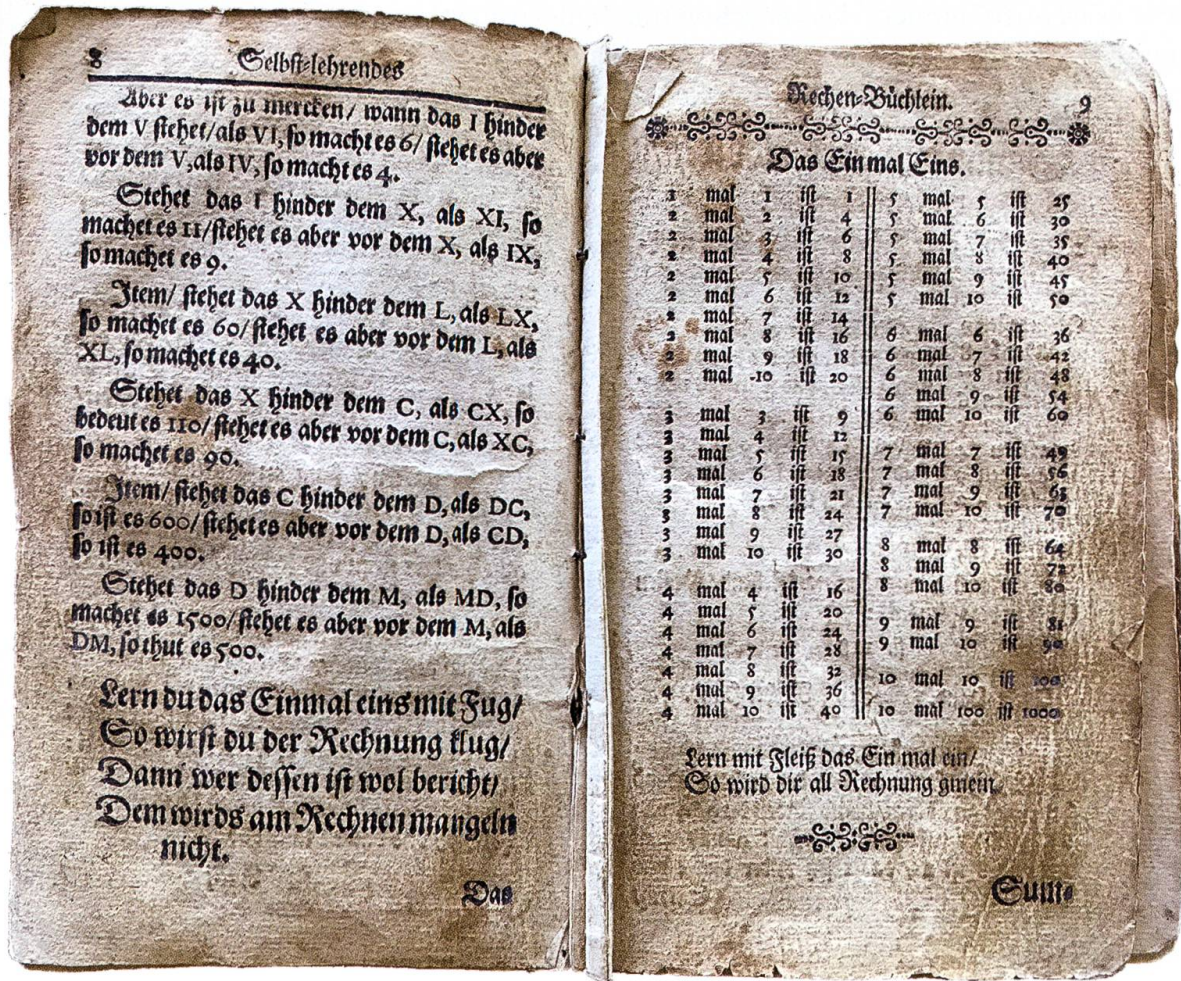 8 Selbst-lehrendes
Aber es ist zu mercken/ wann das I hinder
dem V stehet/als VI, so macht es 6/ stehet es aber
vor dem V, als IV, so macht es 4.
Stehet das I hinder dem X, als XI, so
machet es 11/stehet es aber vor dem X, als IX,
so machet es 9.
Item/ stehet das X hinder dem L, als LX,
so machet es 60/stehet es aber vor dem L, als
XL, so machet es 40.
Stehet das X hinder dem C, als CX, so
bedeut es 110/stehet es aber vor dem C, als XC,
so machet es 90.
Item/ stehet das C hinder dem D, als DC,
so ist es 600/ stehet es aber vor dem D, als CD,
so ist es 400.
Stehet das D hinder dem M, als MD, so
machet es 1500/stehet es aber vor dem M, als
DM, so thut es 500.
Lern du das Einmal eins mit Fug/
So wirst du der Rechnung klug/
Dann wer dessen ist wol bericht/
Dem wirds am Rechnen mangeln
nicht.
Das
Rechen-Büchlein. 9
Das Ein mal Eins.
1 mal 1 ist 1
2 mal 2 ist 4
2 mal 3 ist 6
2 mal 4 ist 8
2 mal 5 ist 10
2 mal 6 ist 12
2 mal 7 ist 14
2 mal 8 ist 16
2 mal 9 ist 18
2 mal 10 ist 20
3 mal 3 ist 9
3 mal 4 ist 12
3 mal 5 ist 15
3 mal 6 ist 18
3 mal 7 ist 21
3 mal 8 ist 24
3 mal 9 ist 27
3 mal 10 ist 30
4 mal 4 ist 16
4 mal 5 ist 20
4 mal 6 ist 24
4 mal 7 ist 28
4 mal 8 ist 32
4 mal 9 ist 36
4 mal 10 ist 40
5 mal 5 ist 25
5 mal 6 ist 30
5 mal 7 ist 35
5 mal 8 ist 40
5 mal 9 ist 45
5 mal 10 ist 50
6 mal 6 ist 36
6 mal 7 ist 42
6 mal 8 ist 48
6 mal 9 ist 54
6 mal 10 ist 60
7 mal 7 ist 49
7 mal 8 ist 56
7 mal 9 ist 63
7 mal 10 ist 70
8 mal 8 ist 64
8 mal 9 ist 72
8 mal 10 ist 80
9 mal 9 ist 81
9 mal 10 ist 90
10 mal 10 ist 100
10 mal 100 ist 1000
Lern mit Fleiß das Ein mal ein/
So wird dir all Rechnung gmein
Sum-